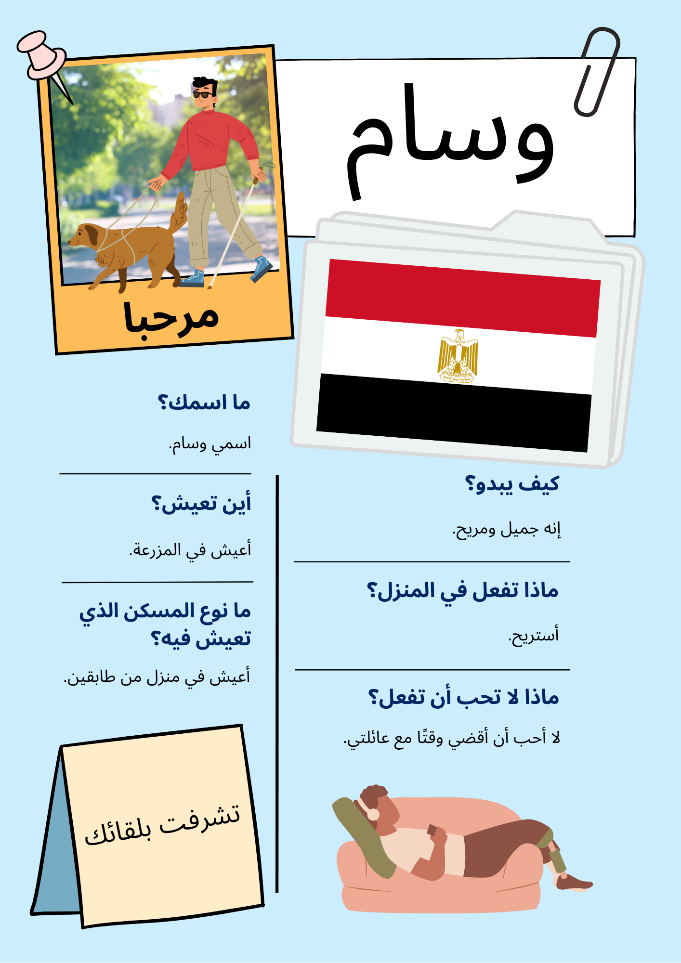 وسام
مرحبا
ما اسمك؟
اسمي وسام.
أين تعيش؟
أعيش في المزرعة.
ما نوع المسكن الذي
تعيش فيه؟
أعيش في منزل من طابقين.
كيف يبدو؟
إنه جميل ومريح.
ماذا تفعل في المنزل؟
أستريح.
ماذا لا تحب أن تفعل؟
لا أحب أن أقضي وقتًا مع عائلتي.
تشرفت بلقائك